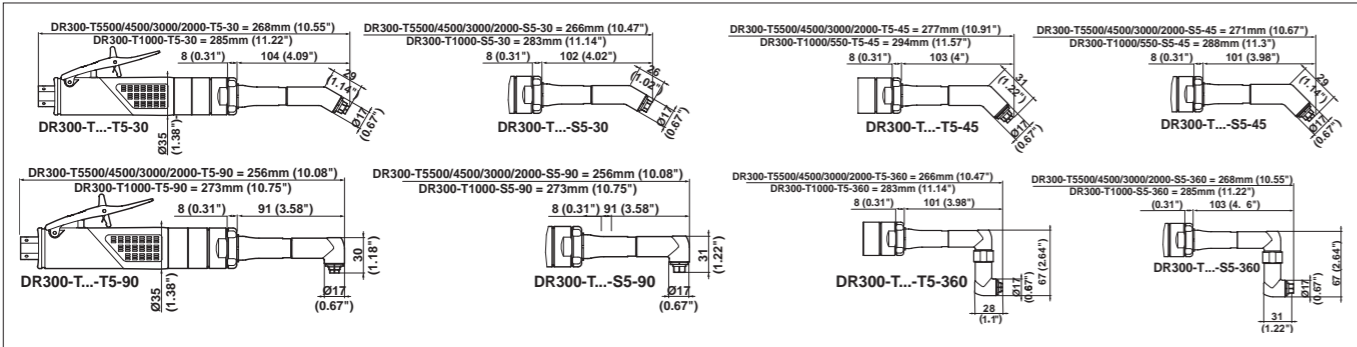 DR300-T5500/4500/3000/2000-T5-30 = 268mm (10.55")
DR300-T1000-T5-30 = 285mm (11.22")
8 (0.31")
104 (4.09")
29
(1.14")
Ø17
(0.67")
Ø35
(1.38")
DR300-T...-T5-30
DR300-T5500/4500/3000/2000-S5-30 = 266mm (10.47")
DR300-T1000-S5-30 = 283mm (11.14")
8 (0.31")
102 (4.02")
26
(1.02")
Ø17
(0.67")
DR300-T...-S5-30
DR300-T5500/4500/3000/2000-T5-45 = 277mm (10.91")
DR300-T1000/550-T5-45 = 294mm (11.57")
8 (0.31")
103 (4")
31
(1.22")
Ø17
(0.67")
DR300-T...-T5-45
DR300-T5500/4500/3000/2000-S5-45 = 271mm (10.67")
DR300-T1000/550-S5-45 = 288mm (11.3")
8 (0.31")
101 (3.98")
29
(1.14")
Ø17
(0.67")
DR300-T...-S5-45
DR300-T5500/4500/3000/2000-T5-90 = 256mm (10.08")
DR300-T1000-T5-90 = 273mm (10.75")
8 (0.31")
91 (3.58")
30
(1.18")
Ø17
(0.67")
Ø35
(1.38")
DR300-T...-T5-90
DR300-T5500/4500/3000/2000-S5-90 = 256mm (10.08")
DR300-T1000-S5-90 = 273mm (10.75")
8 (0.31")
91 (3.58")
31
(1.22")
Ø17
(0.67")
DR300-T...-S5-90
DR300-T5500/4500/3000/2000-T5-360 = 266mm (10.47")
DR300-T1000-T5-360 = 283mm (11.14")
8 (0.31")
101 (3.98")
Ø17
(0.67")
67 (2.64")
28
(1.1")
DR300-T...-T5-360
DR300-T5500/4500/3000/2000-S5-360 = 268mm (10.55")
DR300-T1000-S5-360 = 285mm (11.22")
(0.31")
103 (4. 6")
Ø17
(0.67")
67 (2.64")
31
(1.22")
DR300-T...-S5-360